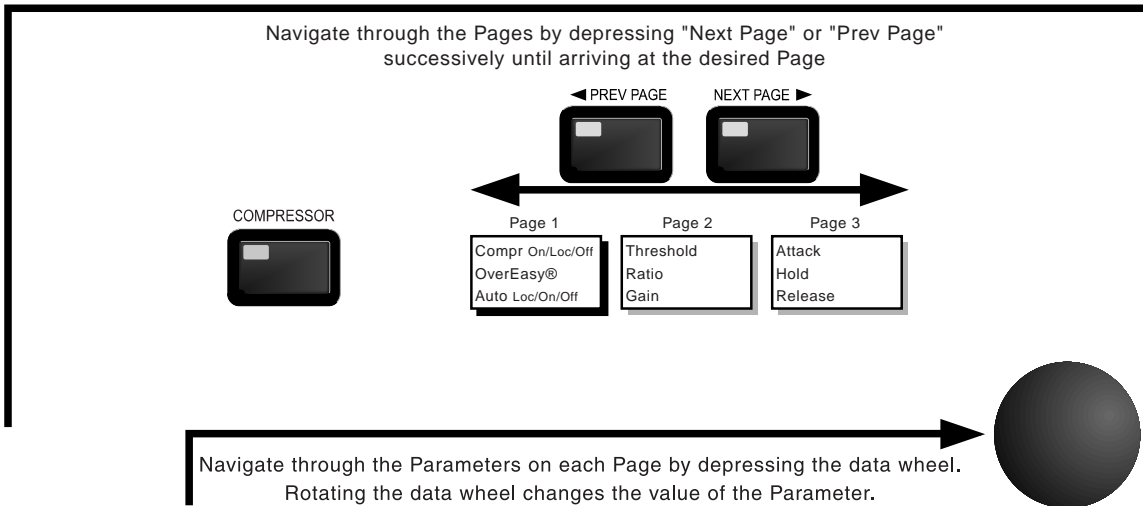 Navigate through the Pages by depressing "Next Page" or "Prev Page"
successively until arriving at the desired Page
◄ PREV PAGE
NEXT PAGE ►
COMPRESSOR
Page 1
Compr On/Loc/Off
OverEasy®
Auto Loc/On/Off
Page 2
Threshold
Ratio
Gain
Page 3
Attack
Hold
Release
Navigate through the Parameters on each Page by depressing the data wheel.
Rotating the data wheel changes the value of the Parameter.